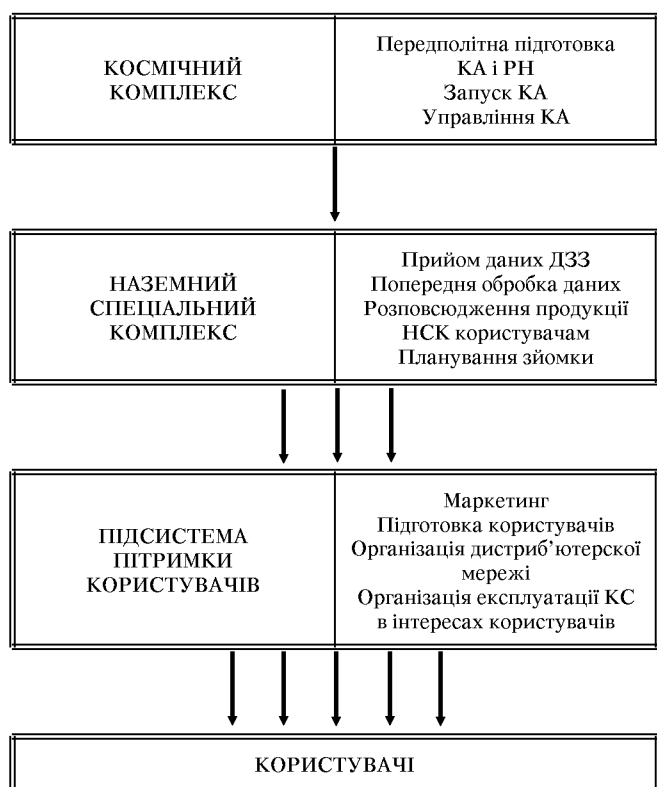 КОСМІЧНИЙ
КОМПЛЕКС
Передполітна підготовка
КА і РН
Запуск КА
Управління КА
НАЗЕМНИЙ
СПЕЦІАЛЬНИЙ
КОМПЛЕКС
Прийом даних ДЗЗ
Попередня обробка даних
Розповсюдження продукції
НСК користувачам
Планування зйомки
ПІДСИСТЕМА
ПІТРИМКИ
КОРИСТУВАЧІВ
Маркетинг
Підготовка користувачів
Організація дистриб’ютерскої
мережі
Організація експлуатації КС
в інтересах користувачів
КОРИСТУВАЧІ